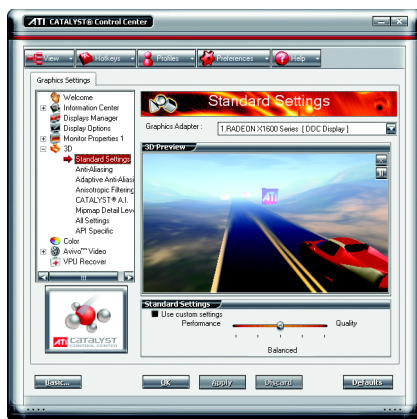 ATI CATALYST® Control Center
View
Hotkeys
Profiles
Preferences
Help
Graphics Settings
Welcome
Information Center
Displays Manager
Display Options
Monitor Properties 1
3D
Standard Settings
Anti-Aliasing
Adaptive Anti-Aliasi
Anisotropic Filtering
CATALYST® A.I.
Mipmap Detail Leve
All Settings
API Specific
Color
Avivo™ Video
VPU Recover
ATI CATALYST
CONTROL CENTER
Standard Settings
Graphics Adapter :
1.RADEON X1600 Series [ DDC Display ]
3D Preview
ATI
Standard Settings
Use custom settings
Performance
Quality
Balanced
Basic...
OK
Apply
Discard
Defaults